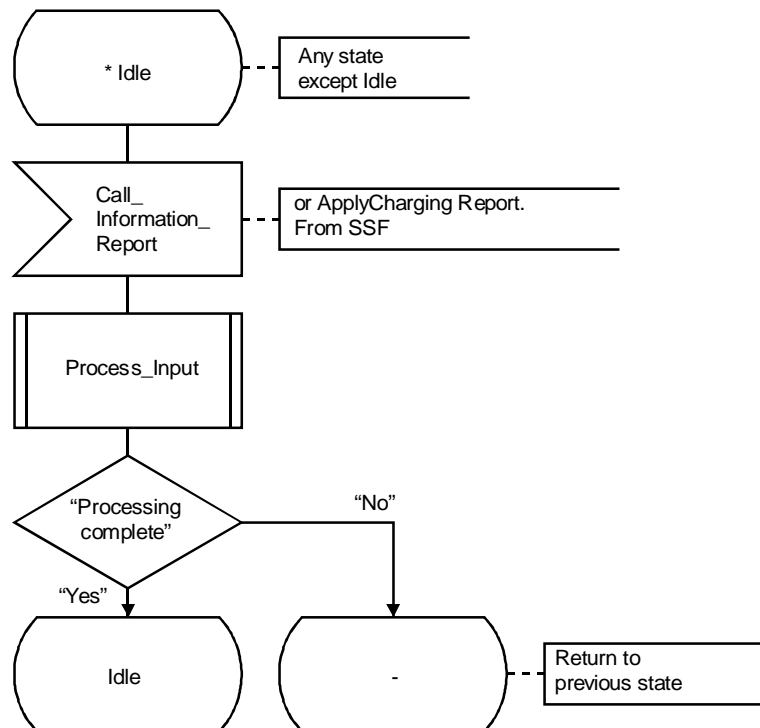 * Idle
Any state
except Idle
Call_
Information_
Report
or ApplyCharging Report.
From SSF
Process_Input
“Processing
complete”
“No”
“Yes”
Idle
-
Return to
previous state